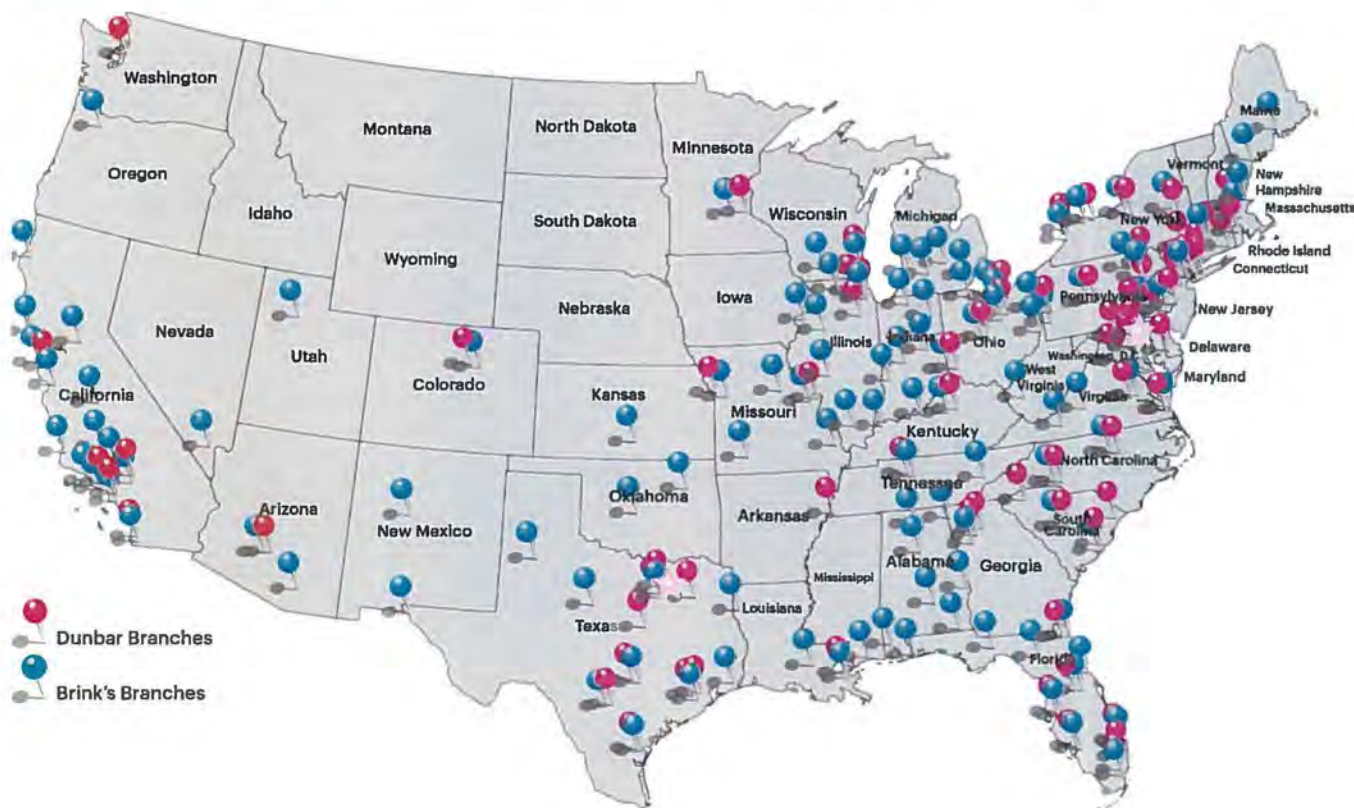 Washington
Montana
North Dakota
Minnesota
Maine
Vermont
New
Hampshire
Oregon
Idaho
South Dakota
Wisconsin
Michigan
New York
Massachusetts
Wyoming
Rhode Island
Connecticut
Nebraska
Iowa
Pennsylvania
New Jersey
Nevada
Utah
Illinois
Indiana
Ohio
Delaware
Washington, D.C.
California
Colorado
Kansas
Missouri
West
Virginia
Maryland
Virginia
Kentucky
North Carolina
Tennessee
Arizona
New Mexico
Oklahoma
Arkansas
South
Carolina
Mississippi
Alabama
Georgia
Louisiana
Texas
Dunbar Branches
Florida
Brink's Branches